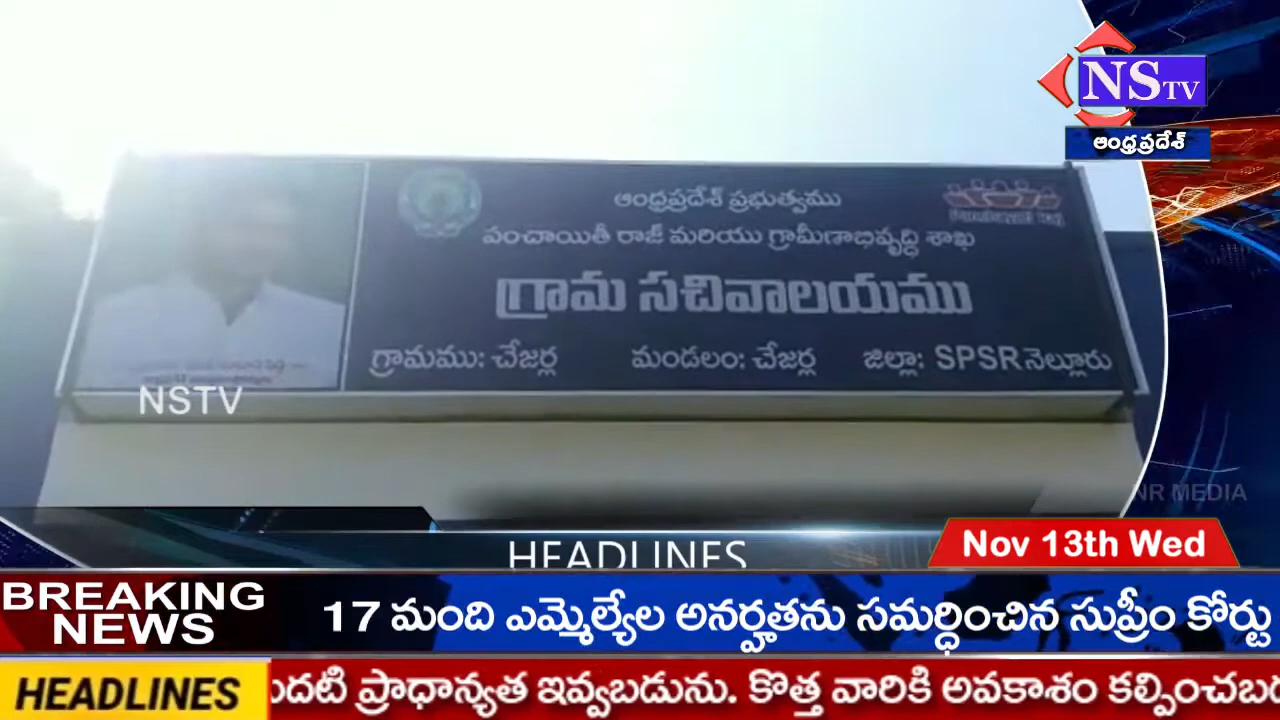 NSTV
ఆంధ్రప్రదేశ్
ఆంధ్రప్రదేశ్ ప్రభుత్వము
పంచాయితీ రాజ్ మరియు గ్రామీణాభివృద్ధి శాఖ
గ్రామ సచివాలయము
గ్రామము: చేజర్ల మండలం: చేజర్ల జిల్లా: SPSR నెల్లూరు
NSTV
NR MEDIA
HEADLINES
Nov 13th Wed
BREAKING NEWS
17 మంది ఎమ్మెల్యేల అనర్హతను సమర్ధించిన సుప్రీం కోర్టు
HEADLINES
ప్రాధాన్యత ఇవ్వబడును. కొత్త వారికి అవకాశం